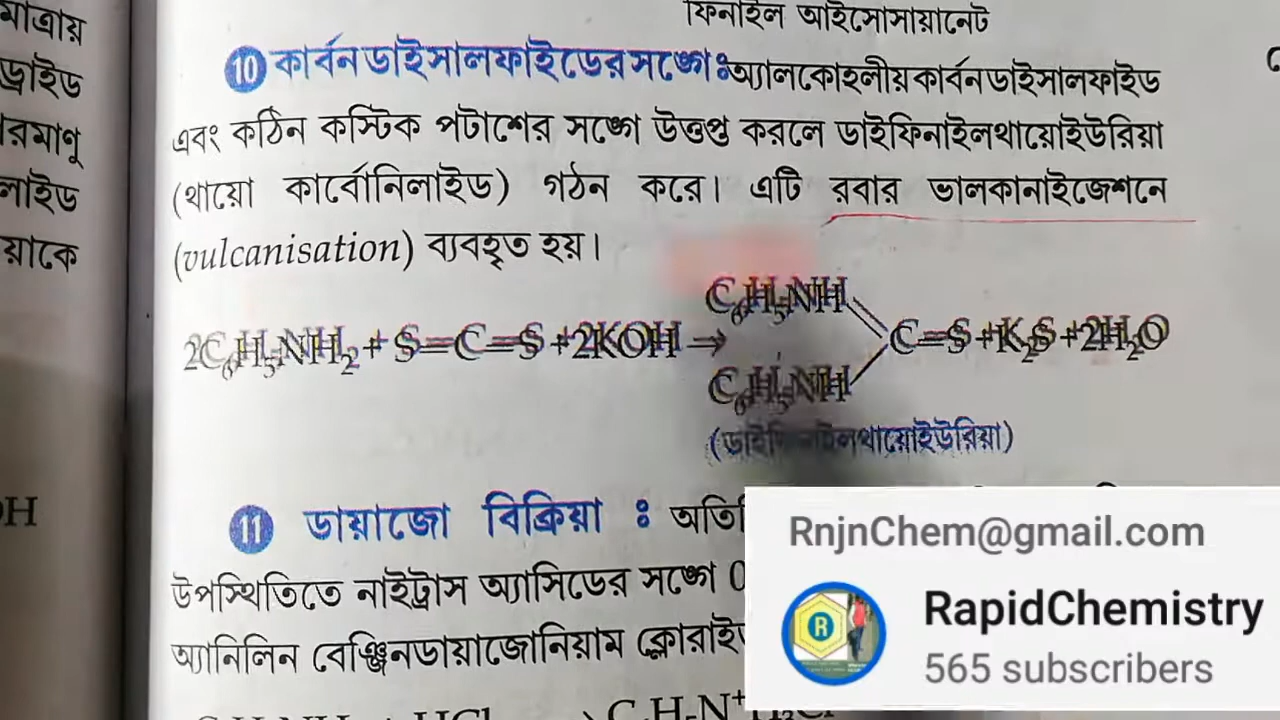 মাত্রায়
ড্রাইড
রমাণু
লাইড
য়াকে
OH
ফিনাইল আইসোসায়ানেট
10 কার্বন ডাইসালফাইডের সঙ্গে : অ্যালকোহলীয় কার্বন ডাইসালফাইড
এবং কঠিন কস্টিক পটাশের সঙ্গে উত্তপ্ত করলে ডাইফিনাইলথায়োইউরিয়া
(থায়ো কার্বোনিলাইড) গঠন করে। এটি রবার ভালকানাইজেশনে
(vulcanisation) ব্যবহৃত হয়।
C₆H₅NH
2C₆H₅NH₂ + S=C=S +2KOH → C=S +K₂S +2H₂O
C₆H₅NH
(ডাইফিনাইলথায়োইউরিয়া)
11 ডায়াজো বিক্রিয়া :
উপস্থিতিতে নাইট্রাস অ্যাসিডের সঙ্গে 0
অ্যানিলিন বেঞ্জিনডায়াজোনিয়াম
RnjnChem@gmail.com
R
RapidChemistry
565 subscribers